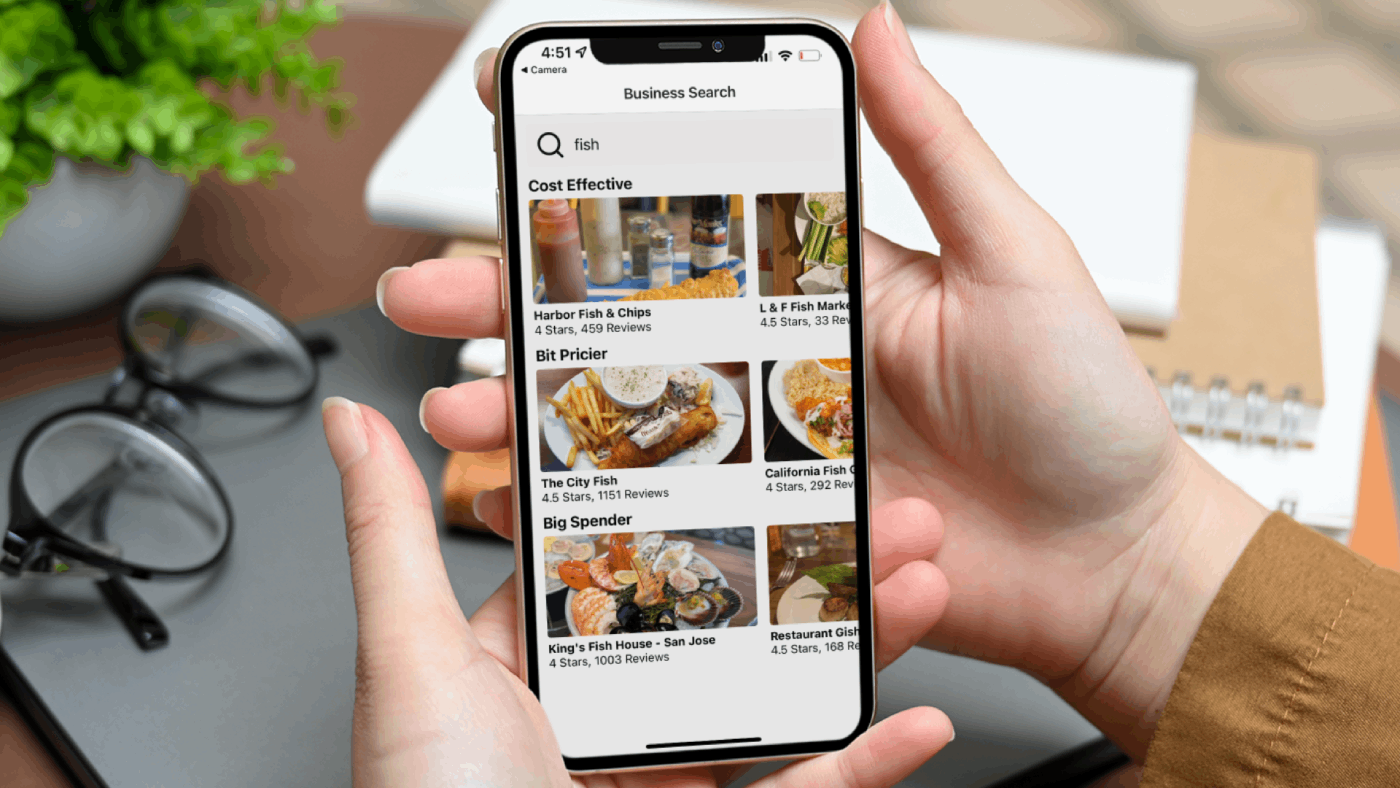 4:51
◀ Camera
Business Search
fish
Cost Effective
Harbor Fish & Chips
4 Stars, 459 Reviews
L & F Fish Marke
4.5 Stars, 33 Rev
Bit Pricier
The City Fish
4.5 Stars, 1151 Reviews
California Fish
4 Stars, 292 Rev
Big Spender
King's Fish House - San Jose
4 Stars, 1003 Reviews
Restaurant Gish
4.5 Stars, 168 Re